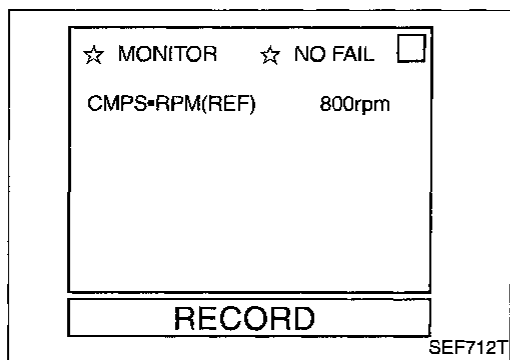 ☆ MONITOR ☆ NO FAIL
CMPS•RPM(REF) 800rpm
RECORD
SEF712T